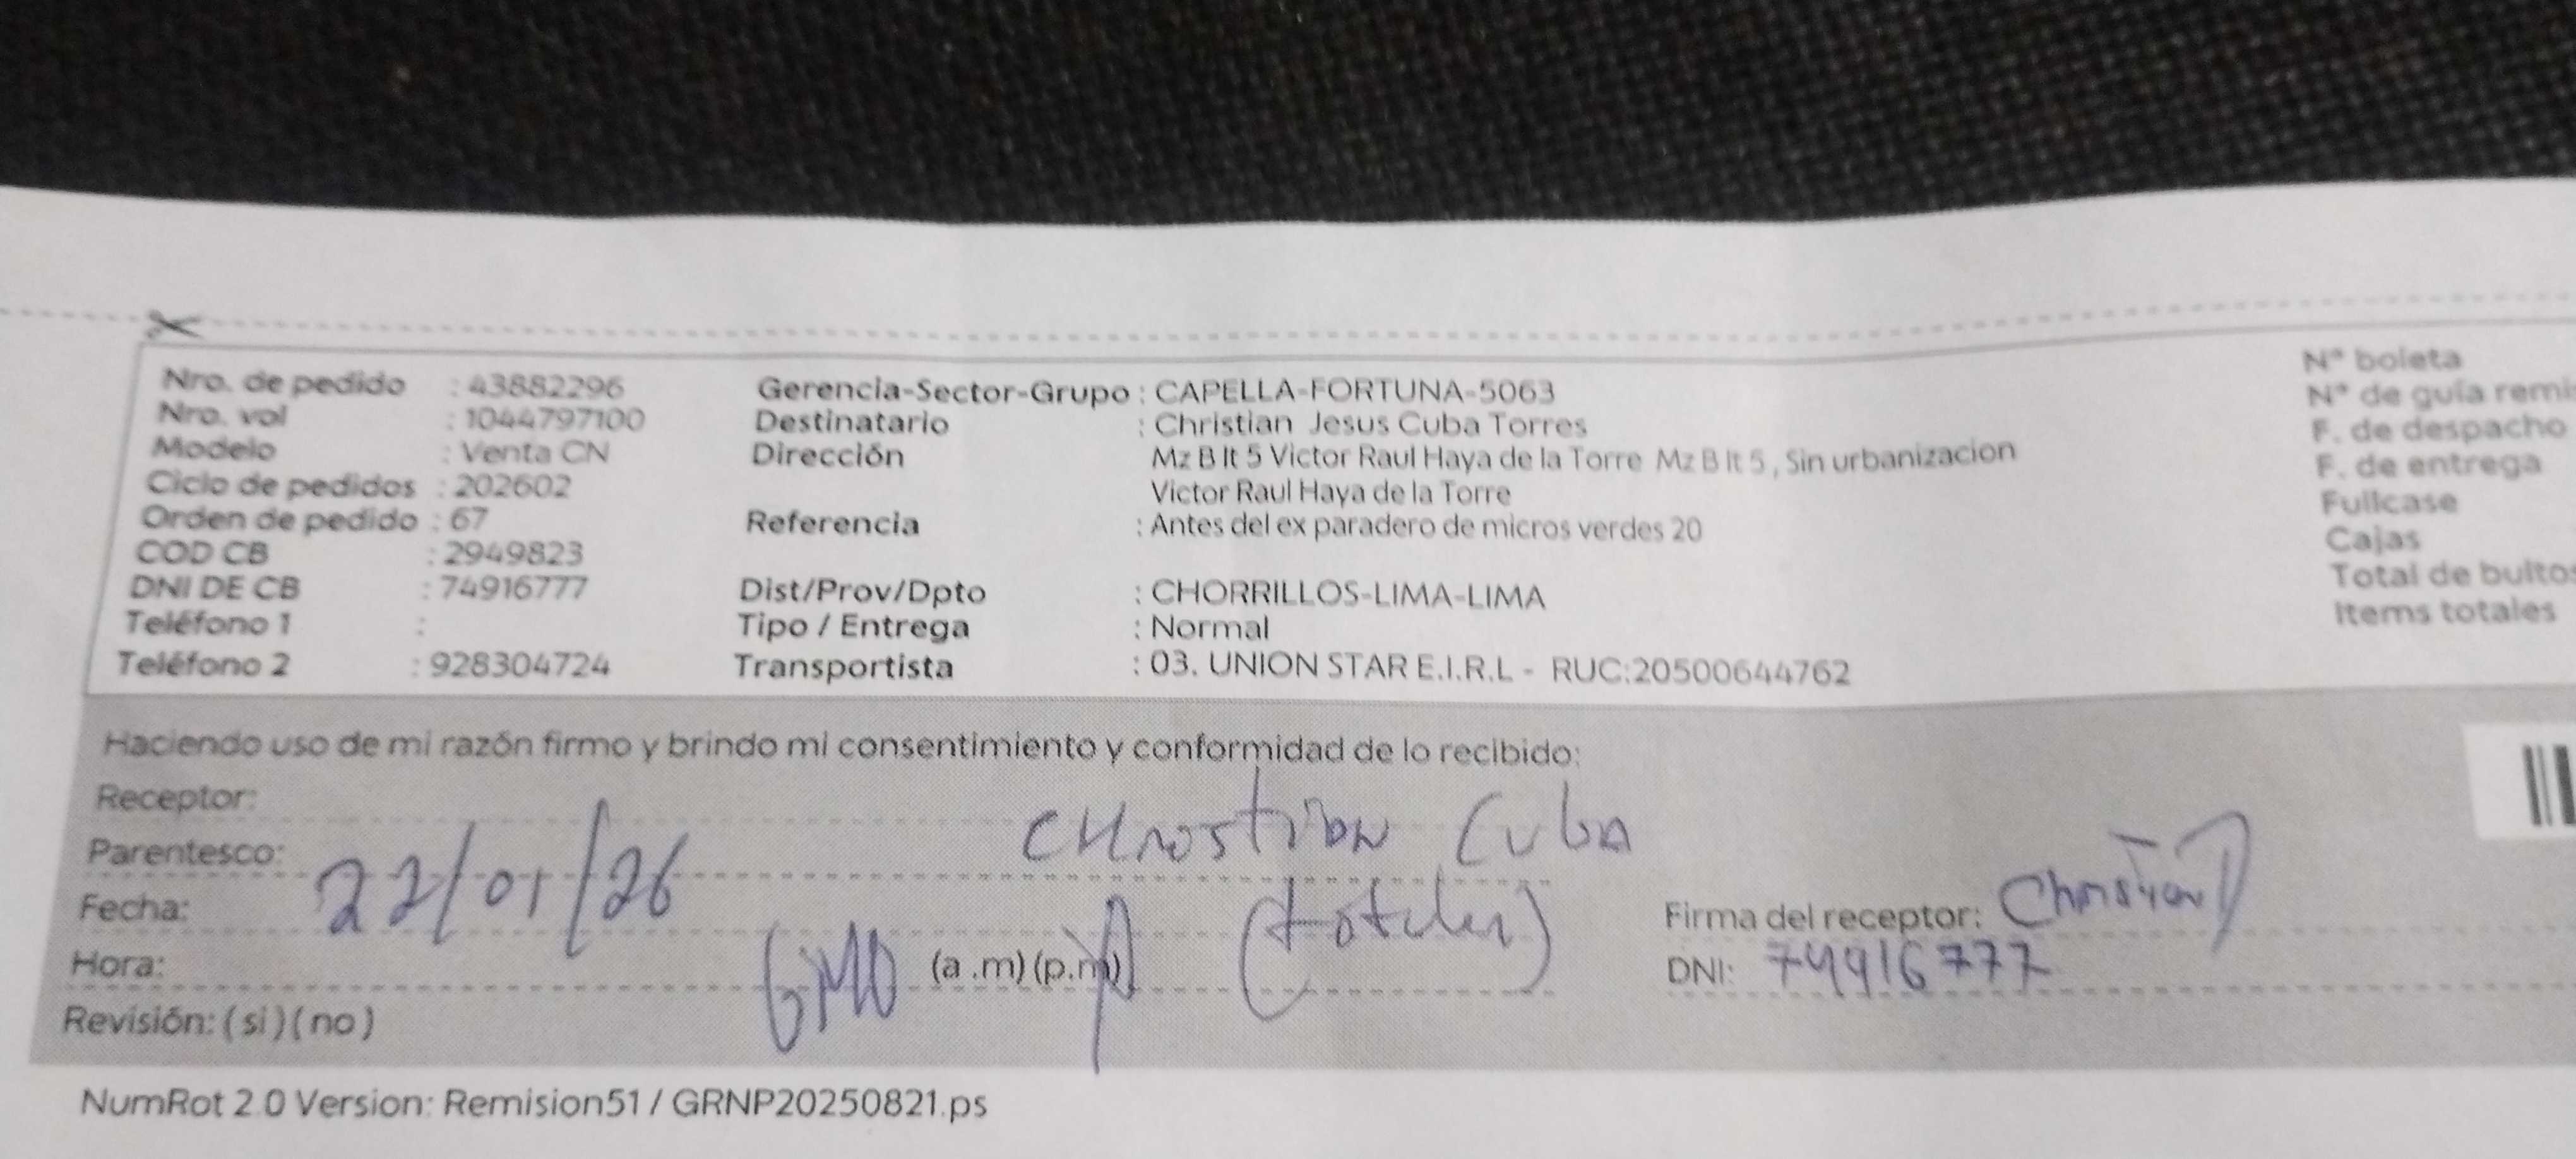 Nro. de pedido : 43882296
Nro. vol : 1044797100
Modelo : Venta CN
Ciclo de pedidos : 202602
Orden de pedido : 67
COD CB : 2949823
DNI DE CB : 74916777
Teléfono 1 :
Teléfono 2 : 928304724
Gerencia-Sector-Grupo : CAPELLA-FORTUNA-5063
Destinatario : Christian Jesus Cuba Torres
Dirección Mz B lt 5 Victor Raul Haya de la Torre Mz B lt 5 , Sin urbanizacion
Victor Raul Haya de la Torre
Referencia : Antes del ex paradero de micros verdes 20
Dist/Prov/Dpto : CHORRILLOS-LIMA-LIMA
Tipo / Entrega : Normal
Transportista : 03. UNION STAR E.I.R.L - RUC:20500644762
N° boleta
N° de guía remis
F. de despacho
F. de entrega
Fullcase
Cajas
Total de bultos
Items totales
Haciendo uso de mi razón firmo y brindo mi consentimiento y conformidad de lo recibido:
Receptor: Cuba
Parentesco:
Fecha: 22/01/26
Hora: (a .m) (p.m)
Revisión: ( si ) ( no )
Firma del receptor: Christian
DNI: 74916777
NumRot 2.0 Version: Remision51 / GRNP20250821.ps